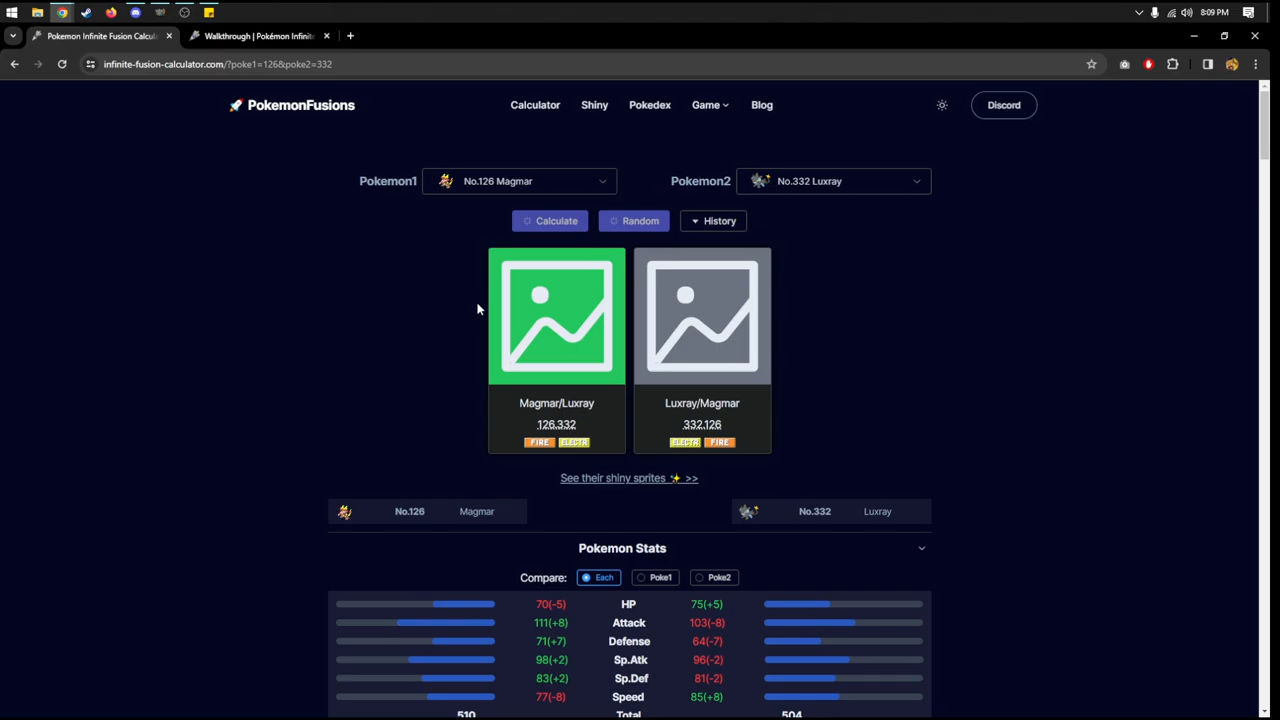 8:09 PM
Pokemon Infinite Fusion Calcula
Walkthrough | Pokémon Infinite
infinite-fusion-calculator.com/?poke1=126&poke2=332
PokemonFusions
Calculator
Shiny
Pokedex
Game
Blog
Discord
Pokemon1
No.126 Magmar
Pokemon2
No.332 Luxray
Calculate
Random
History
Magmar/Luxray
126.332
FIRE ELECTR
Luxray/Magmar
332.126
ELECTR FIRE
See their shiny sprites ✨ >>
No.126 Magmar
No.332 Luxray
Pokemon Stats
Compare: Each Poke1 Poke2
70(-5) HP 75(+5)
111(+8) Attack 103(-8)
71(+7) Defense 64(-7)
98(+2) Sp.Atk 96(-2)
83(+2) Sp.Def 81(-2)
77(-8) Speed 85(+8)
510 Total 504